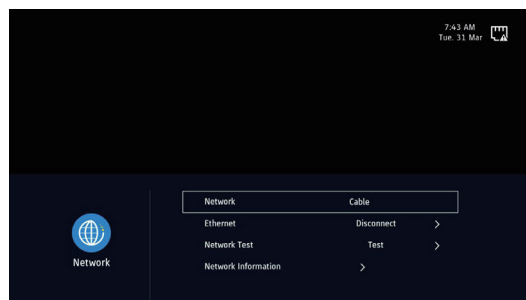 7:43 AM
Tue. 31 Mar
Network Cable
Ethernet Disconnect >
Network Test Test >
Network Information >
Network